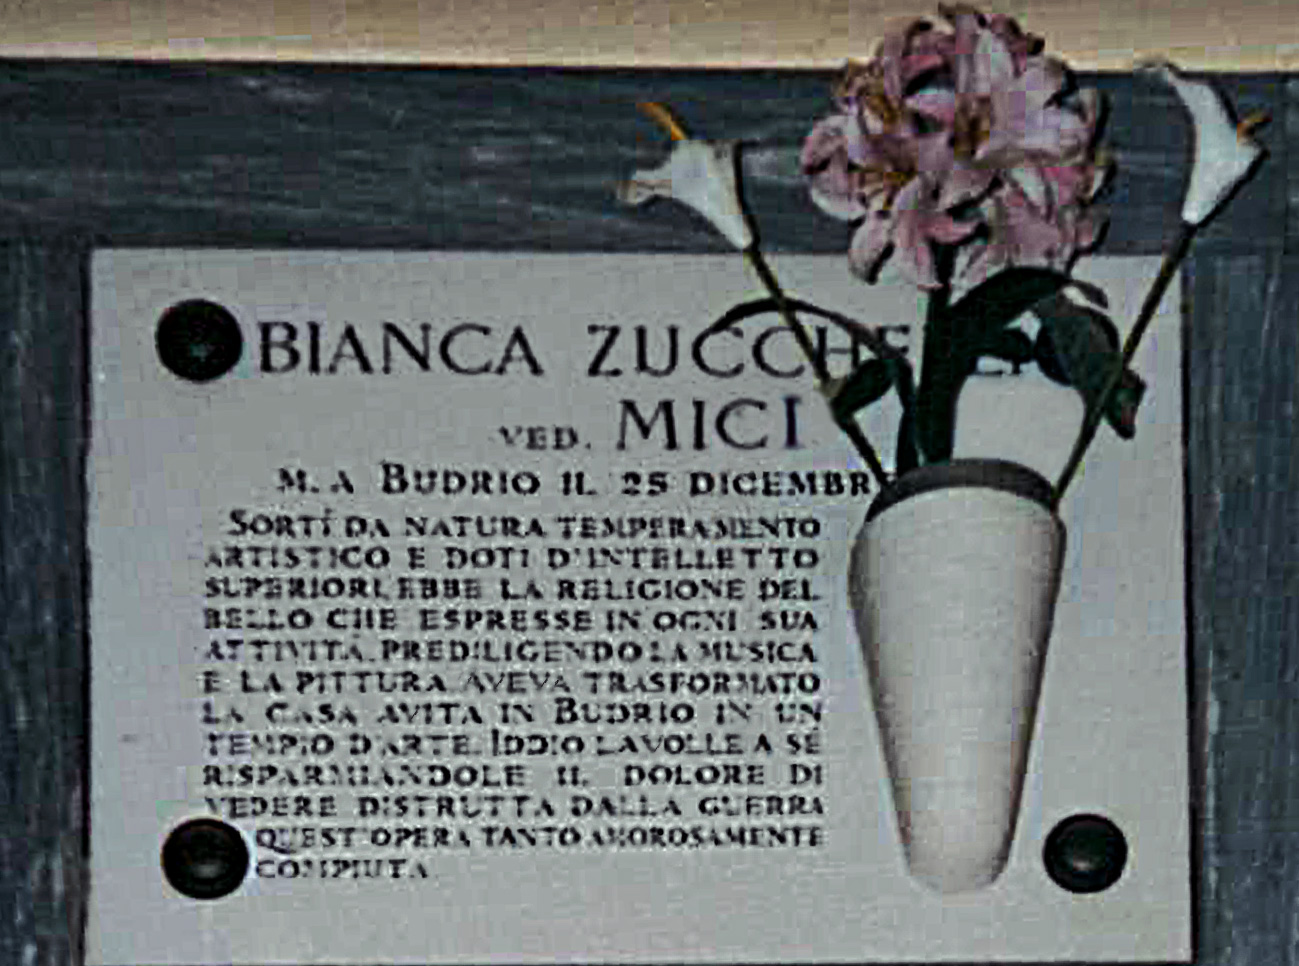 BIANCA ZUCCHE
VED. MICI
M. A BUDRIO IL 25 DICEMBRE
SORTÌ DA NATURA TEMPERAMENTO
ARTISTICO E DOTI D'INTELLETTO
SUPERIORI, EBBE LA RELIGIONE DEL
BELLO CHE ESPRESSE IN OGNI SUA
ATTIVITÀ. PREDILIGENDO LA MUSICA
E LA PITTURA AVEVA TRASFORMATO
LA CASA AVITA IN BUDRIO IN UN
TEMPIO D'ARTE. IDDIO LA VOLLE A SÉ
RISPARMIANDOLE IL DOLORE DI
VEDERE DISTRUTTA DALLA GUERRA
QUEST'OPERA TANTO AMOROSAMENTE
COMPIUTA.